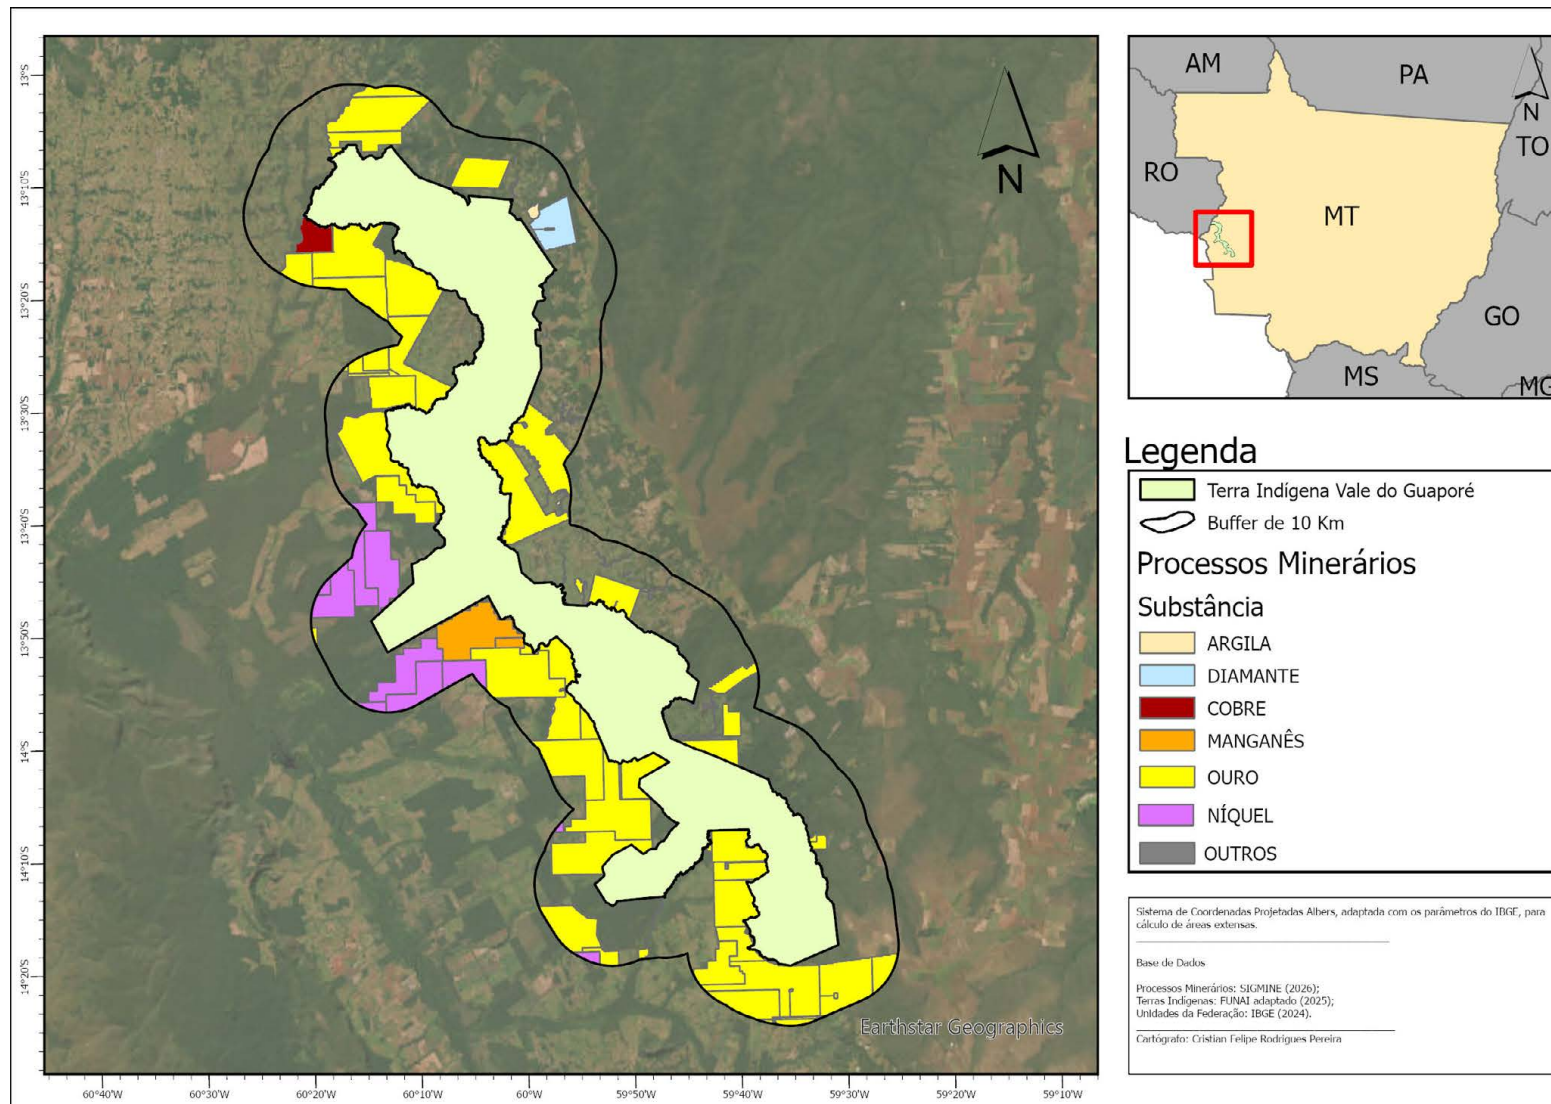 13°S
13°10'S
13°20'S
13°30'S
13°40'S
13°50'S
14°S
14°10'S
14°20'S
N
Earthstar Geographics
60°40'W
60°30'W
60°20'W
60°10'W
60°W
59°50'W
59°40'W
59°30'W
59°20'W
59°10'W
AM
PA
N
RO
TO
MT
GO
MS
MG
Legenda
Terra Indígena Vale do Guaporé
Buffer de 10 Km
Processos Minerários
Substância
ARGILA
DIAMANTE
COBRE
MANGANÊS
OURO
NÍQUEL
OUTROS
Sistema de Coordenadas Projetadas Albers, adaptada com os parâmetros do IBGE, para
cálculo de áreas extensas.
Base de Dados
Processos Minerários: SIGMINE (2026);
Terras Indígenas: FUNAI adaptado (2025);
Unidades da Federação: IBGE (2024).
Cartógrafo: Cristian Felipe Rodrigues Pereira